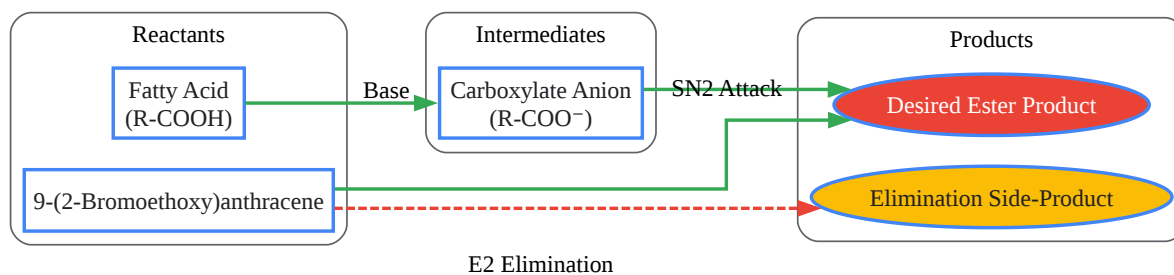 Reactants
Intermediates
Products
Fatty Acid
(R-COOH)
Base
Carboxylate Anion
(R-COO⁻)
SN2 Attack
Desired Ester Product
9-(2-Bromoethoxy)anthracene
Elimination Side-Product
E2 Elimination